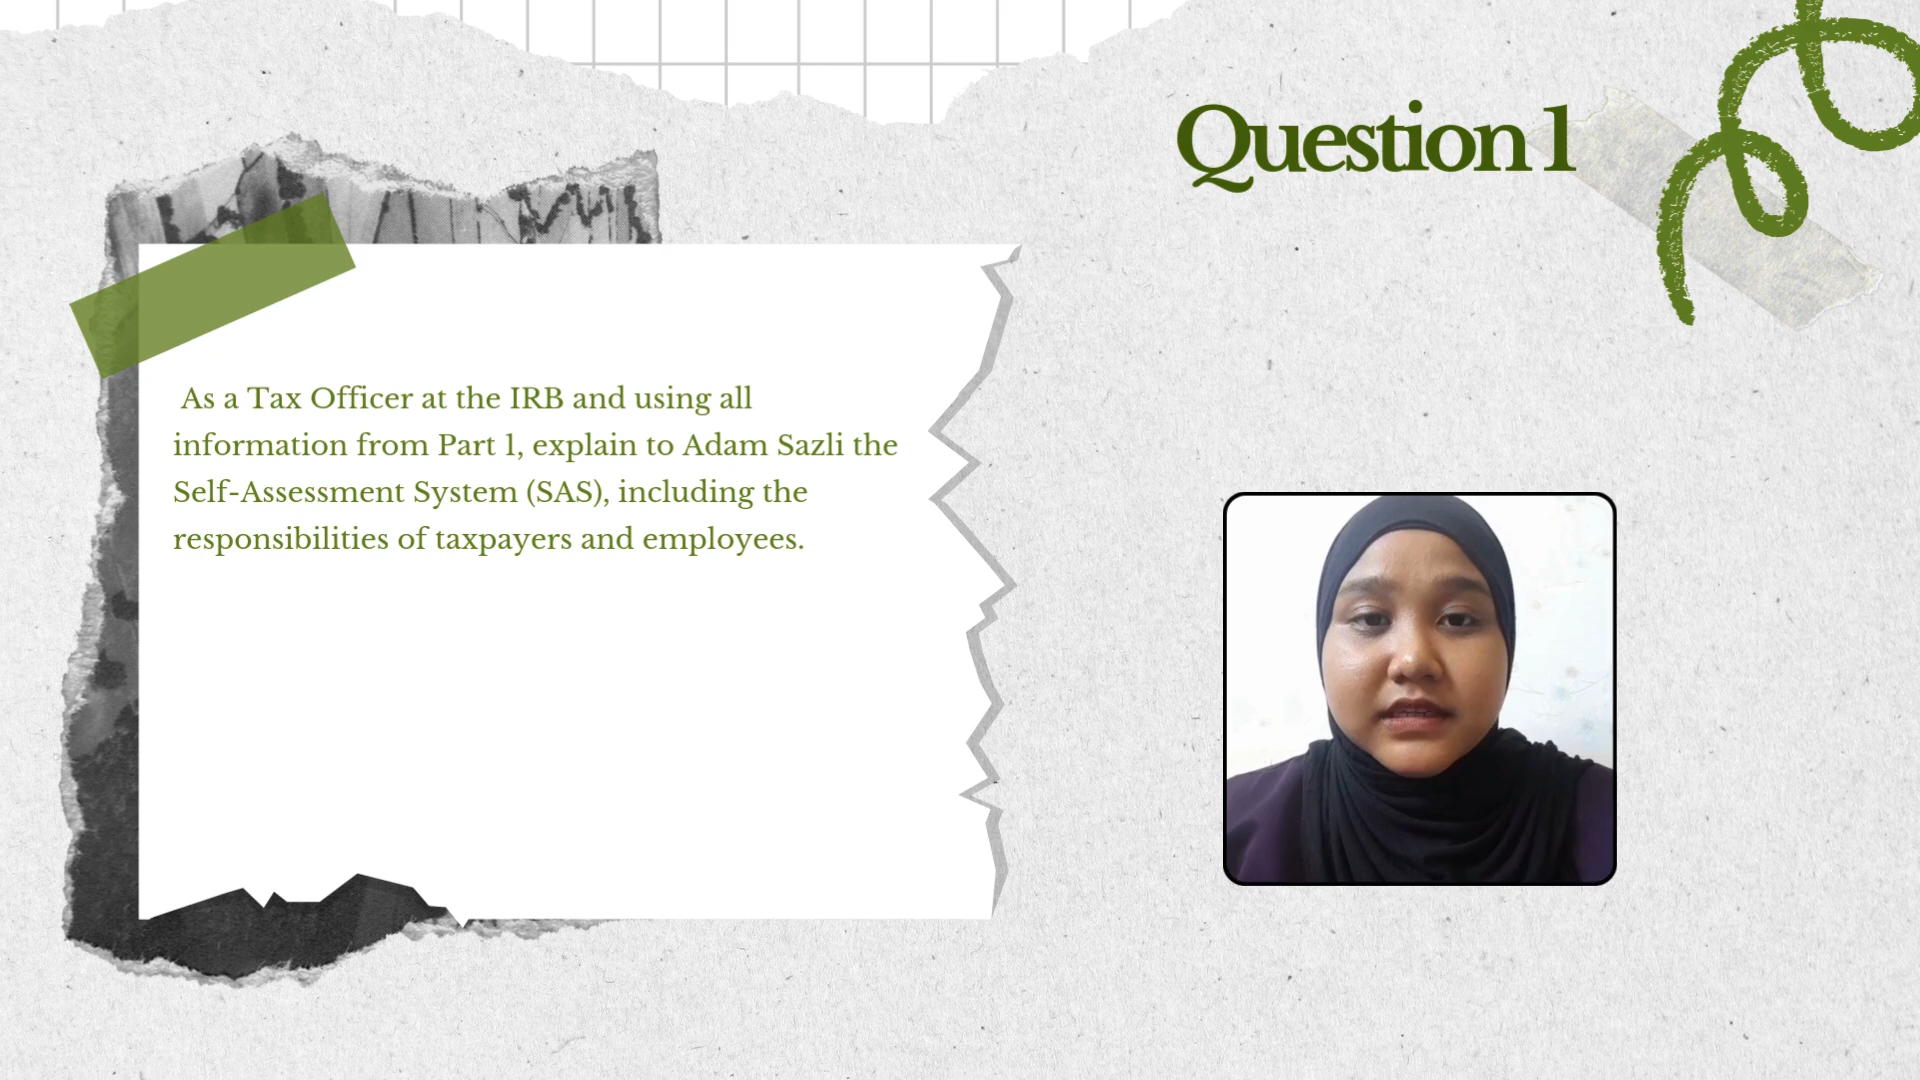 Question 1
As a Tax Officer at the IRB and using all
information from Part 1, explain to Adam Sazli the
Self-Assessment System (SAS), including the
responsibilities of taxpayers and employees.